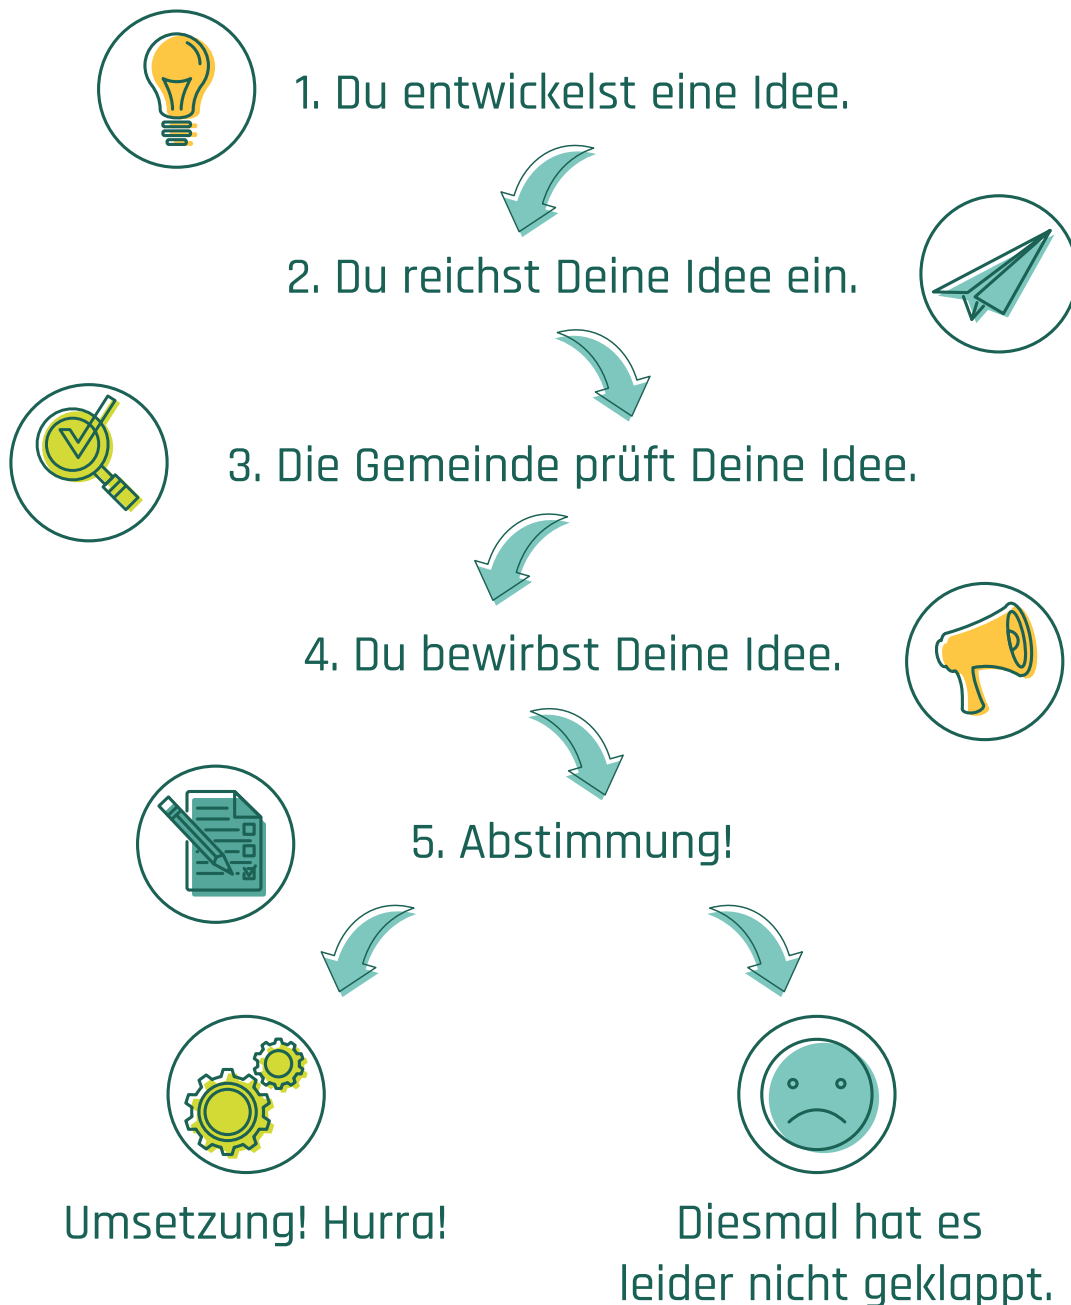 1. Du entwickelst eine Idee.
2. Du reichst Deine Idee ein.
3. Die Gemeinde prüft Deine Idee.
4. Du bewirbst Deine Idee.
5. Abstimmung!
Umsetzung! Hurra!
Diesmal hat es
leider nicht geklappt.